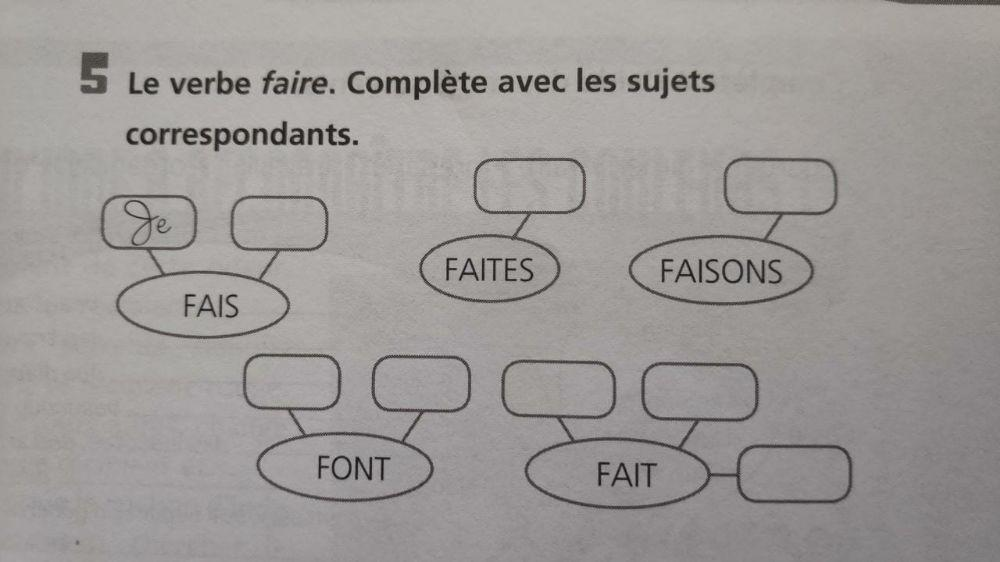 5 Le verbe faire. Complète avec les sujets
correspondants.
Je
FAIS
FAITES
FAISONS
FONT
FAIT